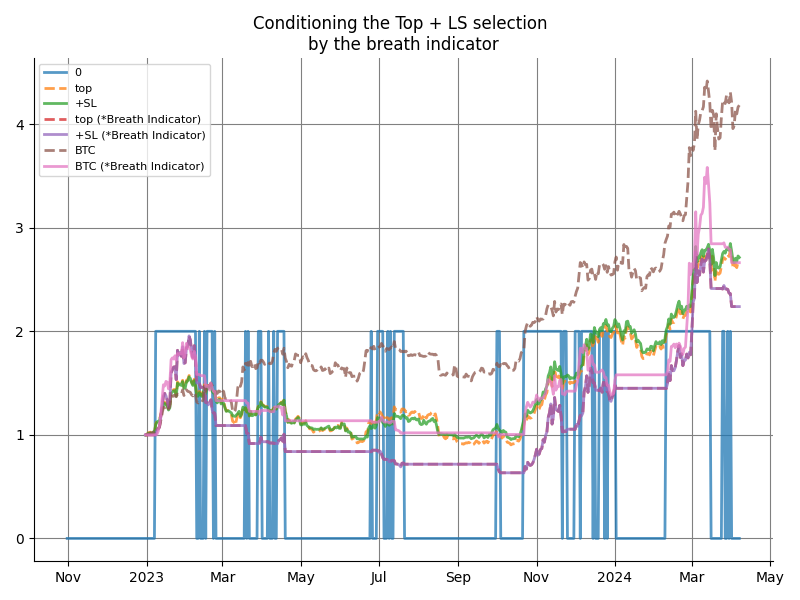 Conditioning the Top + LS selection
by the breath indicator
0
top
+SL
top (*Breath Indicator)
+SL (*Breath Indicator)
BTC
BTC (*Breath Indicator)
4
3
2
1
0
Nov 2023 Mar May Jul Sep Nov 2024 Mar May